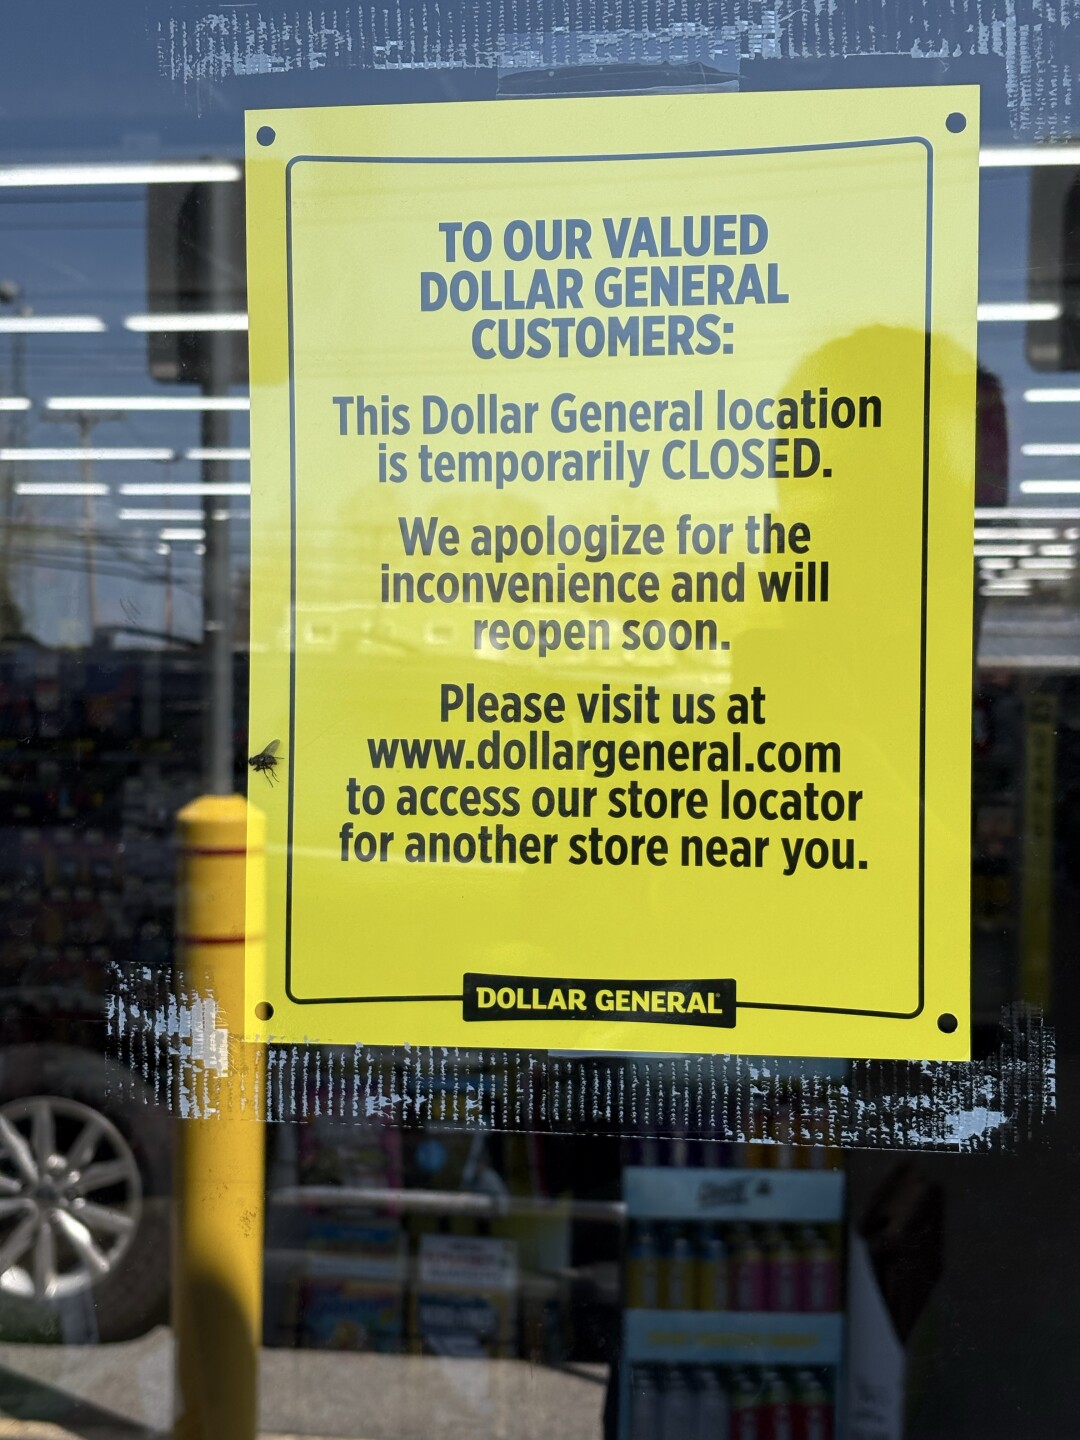 TO OUR VALUED
DOLLAR GENERAL
CUSTOMERS:
This Dollar General location
is temporarily CLOSED.
We apologize for the
inconvenience and will
reopen soon.
Please visit us at
www.dollargeneral.com
to access our store locator
for another store near you.
DOLLAR GENERAL